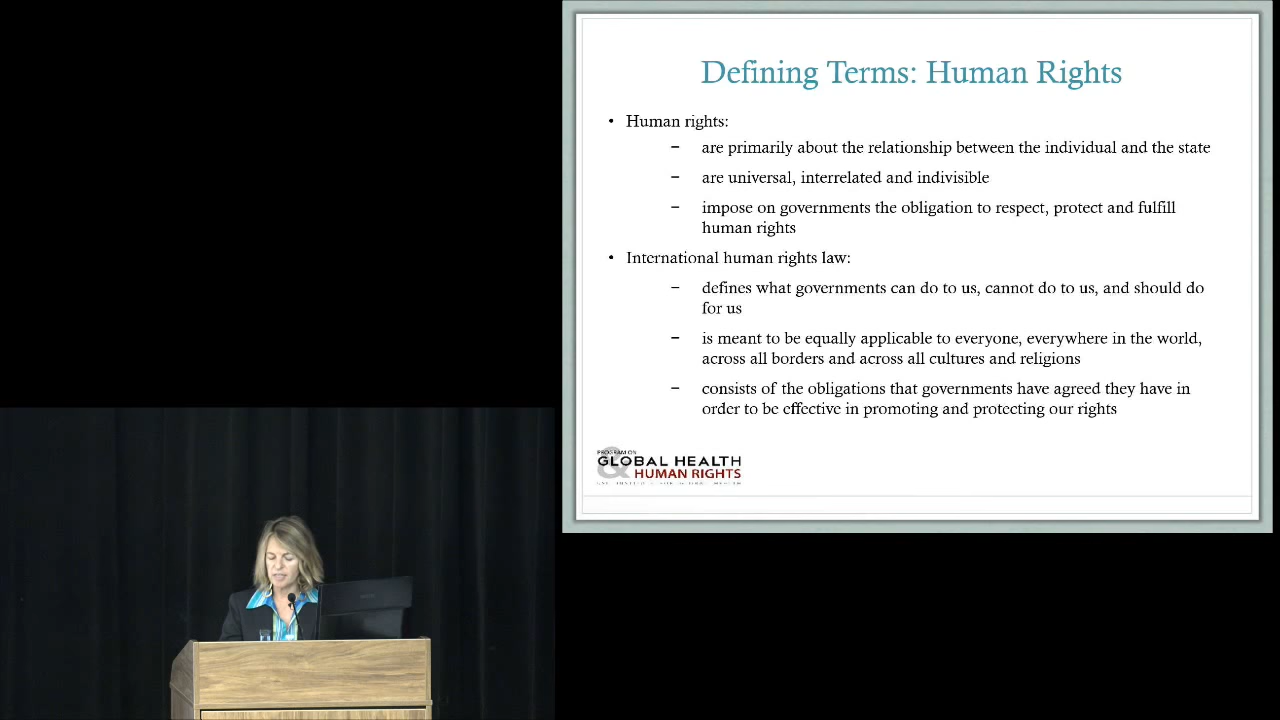 Defining Terms: Human Rights
• Human rights:
– are primarily about the relationship between the individual and the state
– are universal, interrelated and indivisible
– impose on governments the obligation to respect, protect and fulfill
human rights
• International human rights law:
– defines what governments can do to us, cannot do to us, and should do
for us
– is meant to be equally applicable to everyone, everywhere in the world,
across all borders and across all cultures and religions
– consists of the obligations that governments have agreed they have in
order to be effective in promoting and protecting our rights
PROGRAM ON
GLOBAL HEALTH
& HUMAN RIGHTS